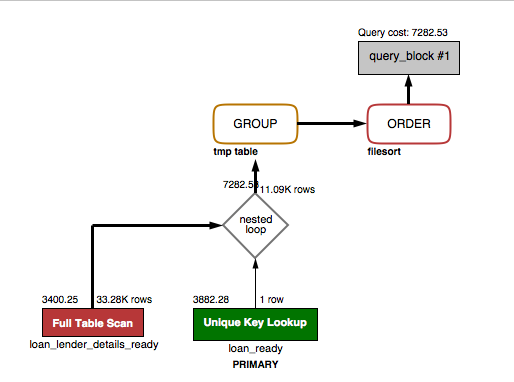 Query cost: 7282.53
query_block #1
GROUP
ORDER
tmp table
filesort
7282.53
11.09K rows
nested
loop
3400.25
33.28K rows
3882.28
1 row
Full Table Scan
Unique Key Lookup
loan_lender_details_ready
loan_ready
PRIMARY